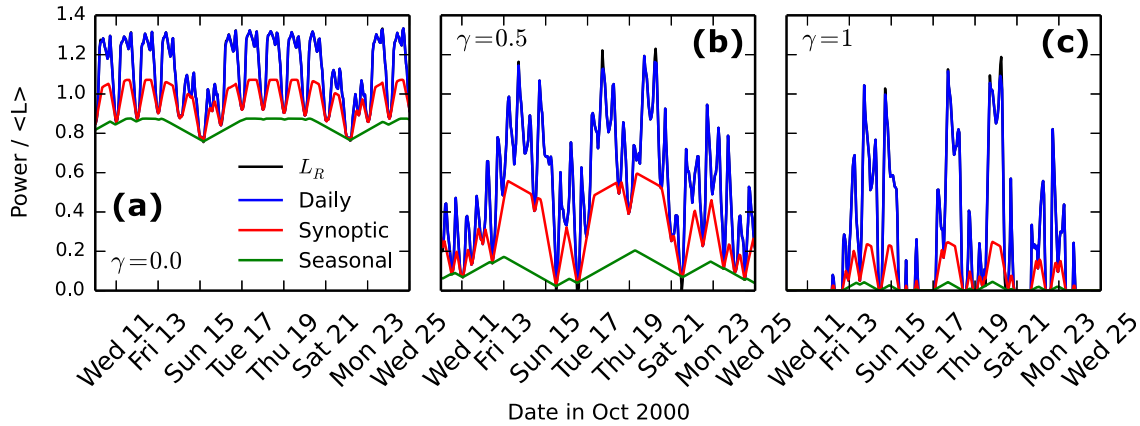 1.4
1.2
1.0
0.8
0.6
0.4
0.2
0.0
Power / <L>
(a)
γ=0.0
L_R
Daily
Synoptic
Seasonal
γ=0.5
(b)
γ=1
(c)
Wed 11
Fri 13
Sun 15
Tue 17
Thu 19
Sat 21
Mon 23
Wed 25
Wed 11
Fri 13
Sun 15
Tue 17
Thu 19
Sat 21
Mon 23
Wed 25
Wed 11
Fri 13
Sun 15
Tue 17
Thu 19
Sat 21
Mon 23
Wed 25
Date in Oct 2000